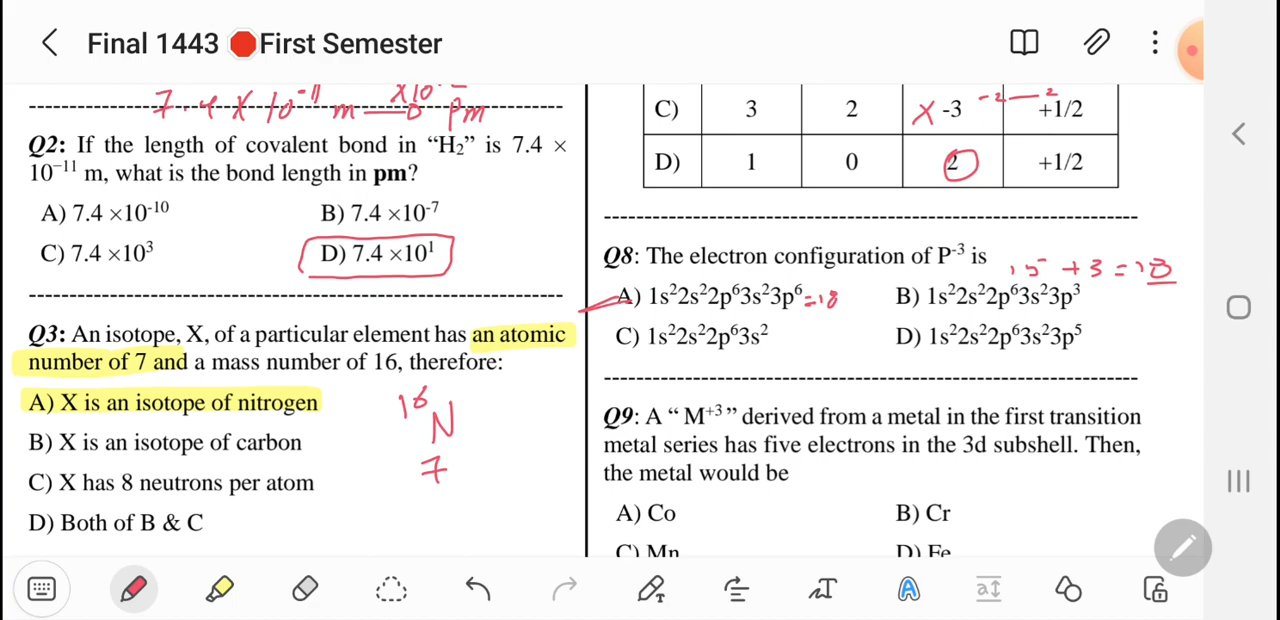 Final 1443 🛑First Semester
7.4 × 10⁻¹¹ m pm
×10
Q2: If the length of covalent bond in “H₂” is 7.4 ×
10⁻¹¹ m, what is the bond length in pm?
A) 7.4 ×10⁻¹⁰ B) 7.4 ×10⁻⁷
C) 7.4 ×10³ D) 7.4 ×10¹
Q3: An isotope, X, of a particular element has an atomic
number of 7 and a mass number of 16, therefore:
A) X is an isotope of nitrogen
B) X is an isotope of carbon
C) X has 8 neutrons per atom
D) Both of B & C
16
N
7
C) 3 2 × -3 -2 — 2 +1/2
D) 1 0 2 +1/2
Q8: The electron configuration of P⁻³ is
15 + 3 = 18
A) 1s²2s²2p⁶3s²3p⁶ =18 B) 1s²2s²2p⁶3s²3p³
C) 1s²2s²2p⁶3s² D) 1s²2s²2p⁶3s²3p⁵
Q9: A “ M⁺³ ” derived from a metal in the first transition
metal series has five electrons in the 3d subshell. Then,
the metal would be
A) Co B) Cr
C) Mn D) Fe